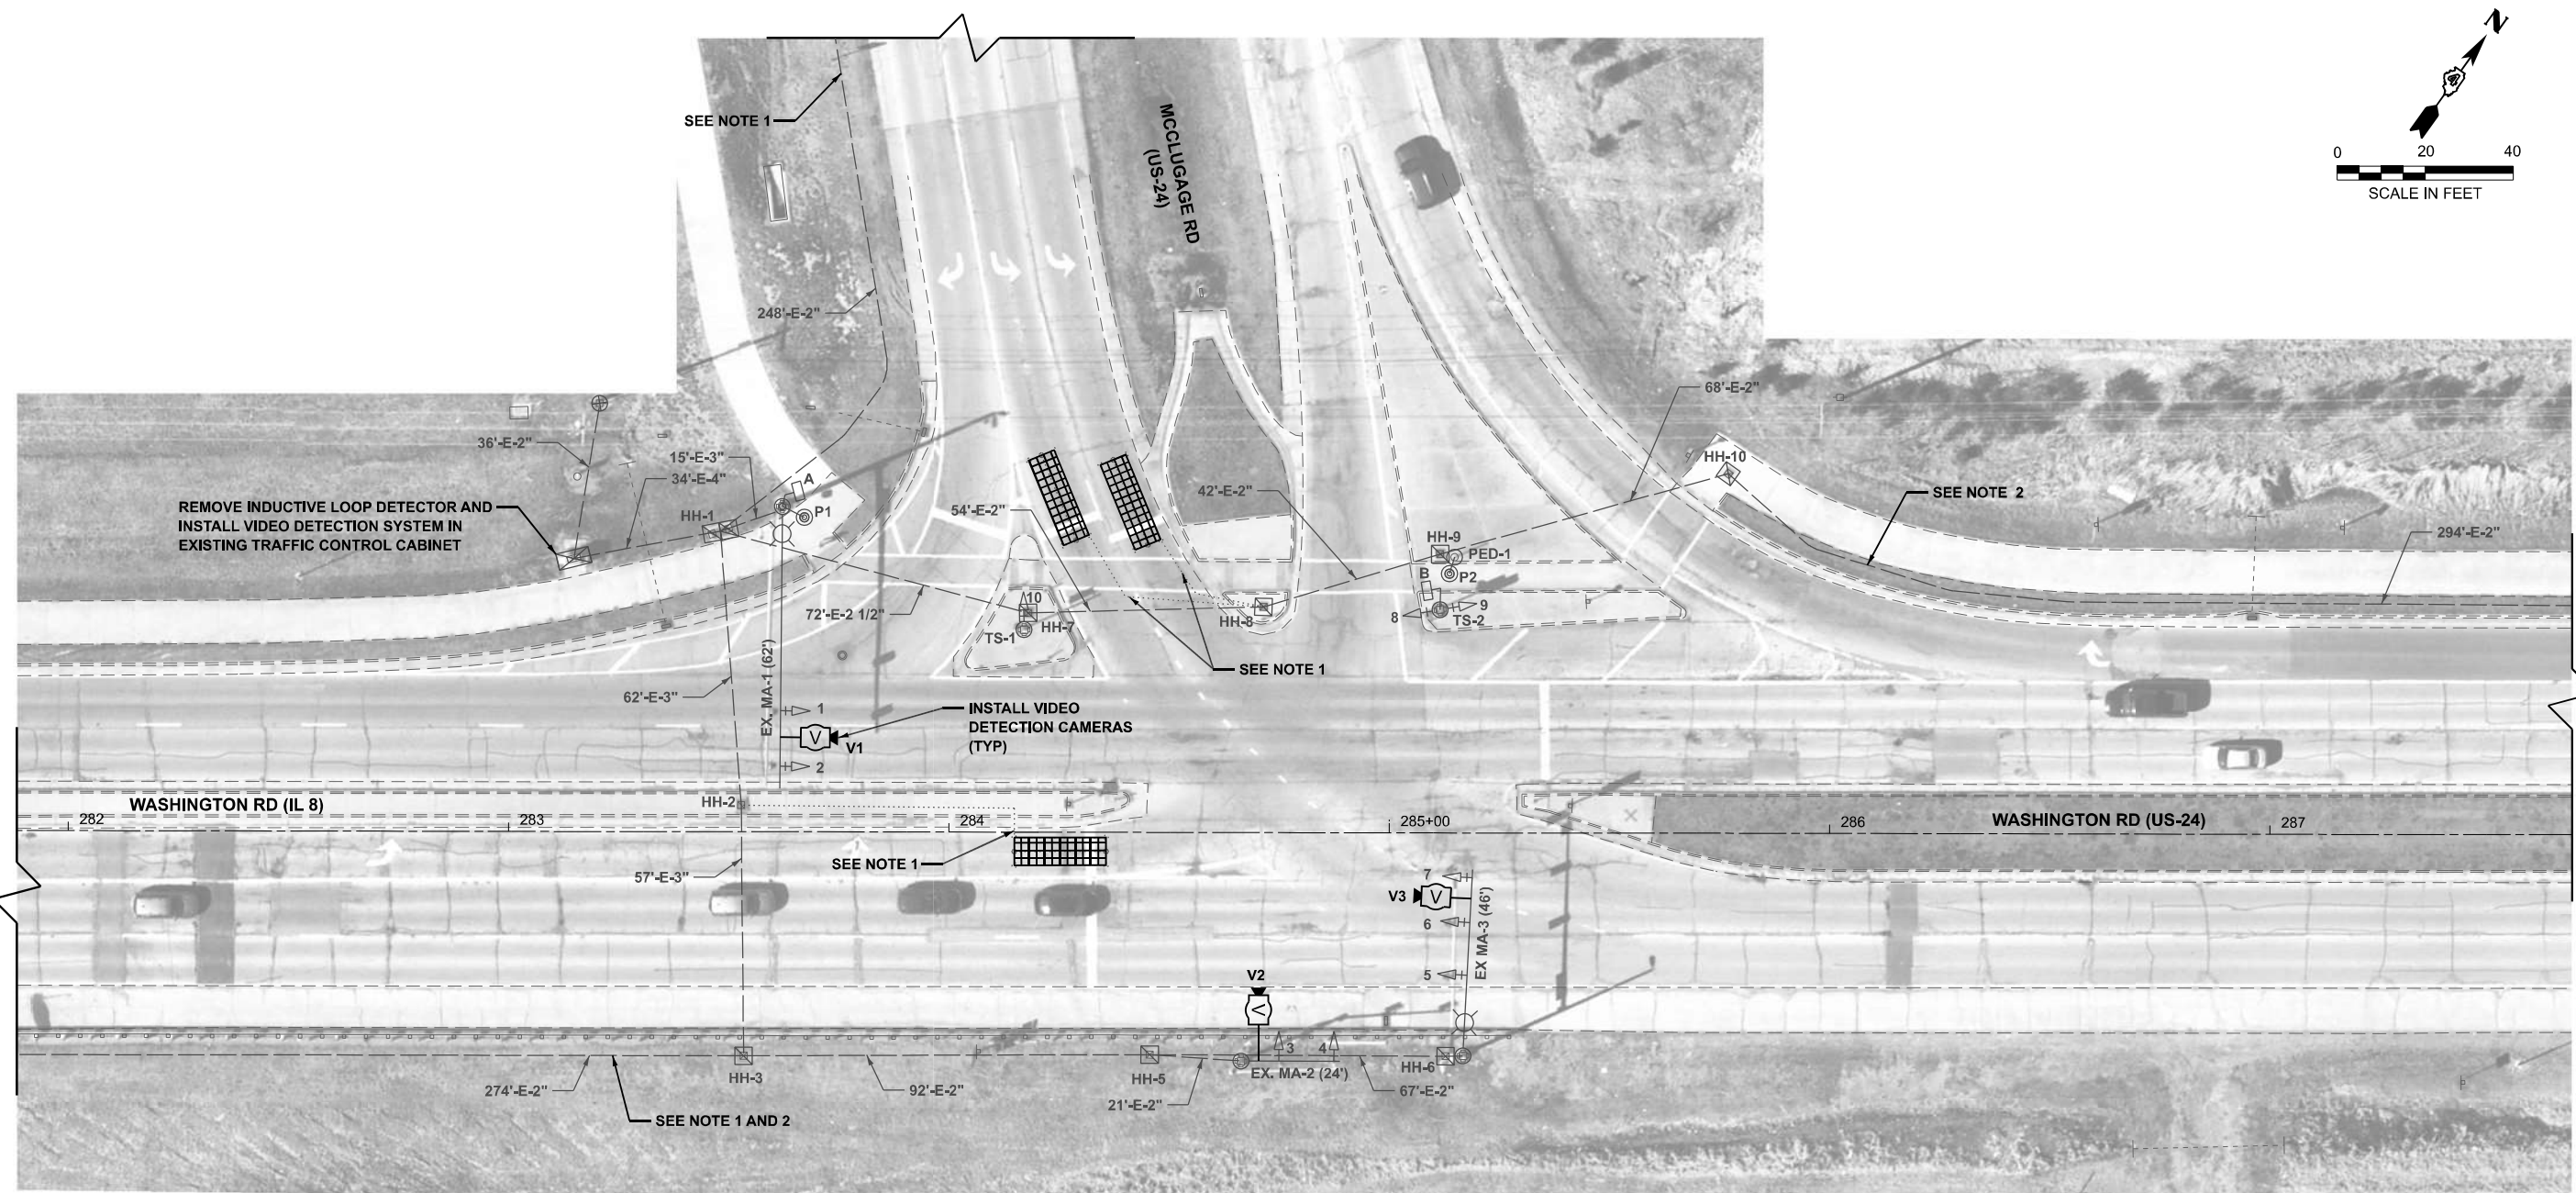 N
0 20 40
SCALE IN FEET
SEE NOTE 1
MCCLUGAGE RD
(US-24)
248'-E-2"
68'-E-2"
36'-E-2"
15'-E-3"
34'-E-4"
REMOVE INDUCTIVE LOOP DETECTOR AND
INSTALL VIDEO DETECTION SYSTEM IN
EXISTING TRAFFIC CONTROL CABINET
HH-1
A
P1
54'-E-2"
42'-E-2"
HH-10
SEE NOTE 2
294'-E-2"
HH-9
PED-1
P2
B
8
9
TS-2
10
HH-7
TS-1
HH-8
72'-E-2 1/2"
SEE NOTE 1
62'-E-3"
EX. MA-1 (62')
1
INSTALL VIDEO
DETECTION CAMERAS
(TYP)
V
V1
2
WASHINGTON RD (IL 8)
HH-2
WASHINGTON RD (US-24)
282
283
284
285+00
286
287
SEE NOTE 1
57'-E-3"
7
V3
V
6
5
EX MA-3 (46')
V2
V
3
4
HH-3
HH-5
EX. MA-2 (24')
HH-6
274'-E-2"
92'-E-2"
21'-E-2"
67'-E-2"
SEE NOTE 1 AND 2